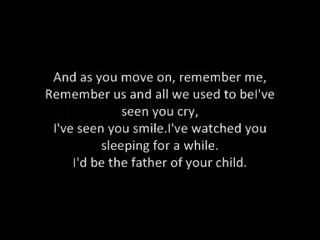 And as you move on, remember me,
Remember us and all we used to beI've
seen you cry,
I've seen you smile.I've watched you
sleeping for a while.
I'd be the father of your child.